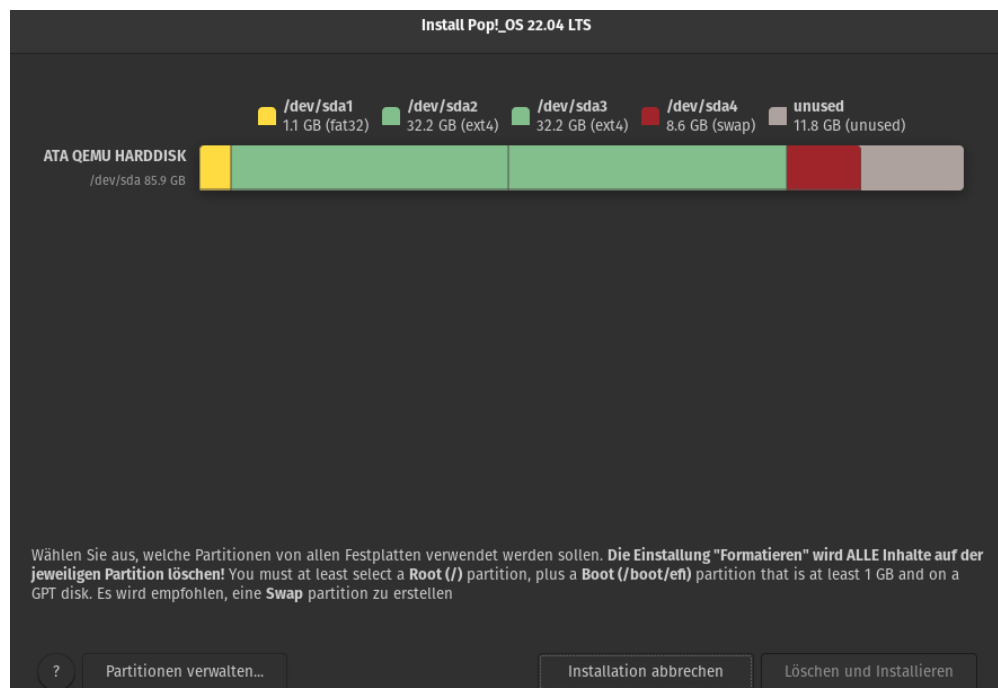 Install Pop!_OS 22.04 LTS
/dev/sda1
1.1 GB (fat32)
/dev/sda2
32.2 GB (ext4)
/dev/sda3
32.2 GB (ext4)
/dev/sda4
8.6 GB (swap)
unused
11.8 GB (unused)
ATA QEMU HARDDISK
/dev/sda 85.9 GB
Wählen Sie aus, welche Partitionen von allen Festplatten verwendet werden sollen. Die Einstellung "Formatieren" wird ALLE Inhalte auf der
jeweiligen Partition löschen! You must at least select a Root (/) partition, plus a Boot (/boot/efi) partition that is at least 1 GB and on a
GPT disk. Es wird empfohlen, eine Swap partition zu erstellen
?
Partitionen verwalten...
Installation abbrechen
Löschen und Installieren